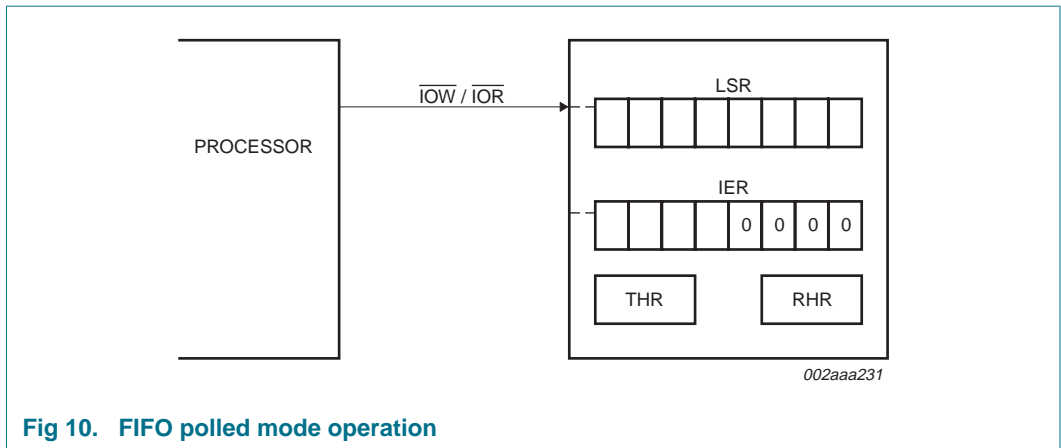 IOW / IOR
PROCESSOR
LSR
IER
0 0 0 0
THR
RHR
002aaa231
Fig 10. FIFO polled mode operation